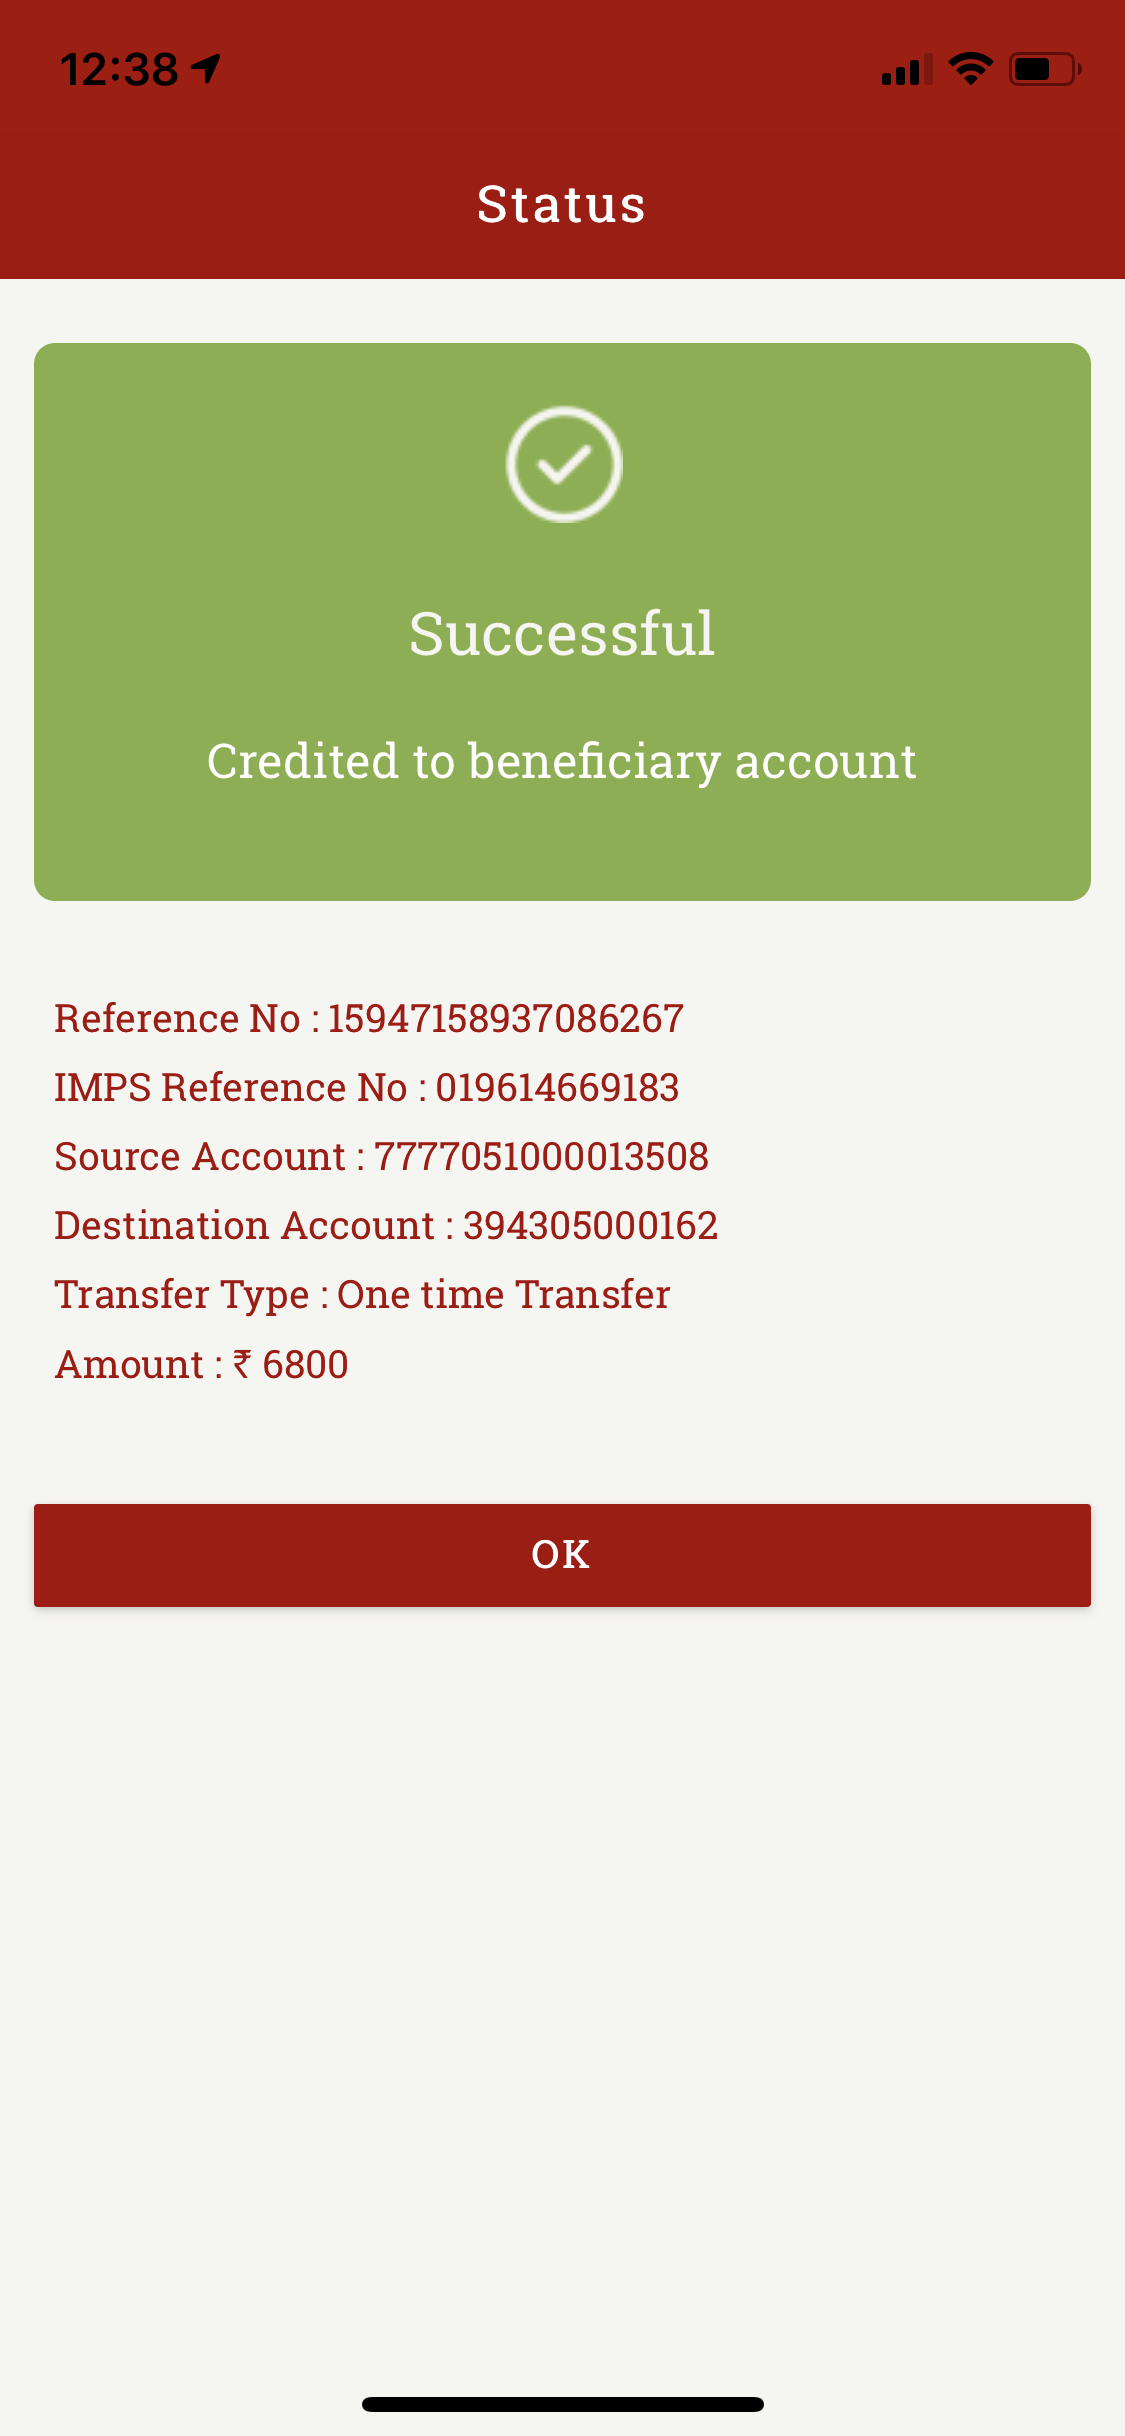 12:38
Status
Successful
Credited to beneficiary account
Reference No : 15947158937086267
IMPS Reference No : 019614669183
Source Account : 7777051000013508
Destination Account : 394305000162
Transfer Type : One time Transfer
Amount : ₹ 6800
OK